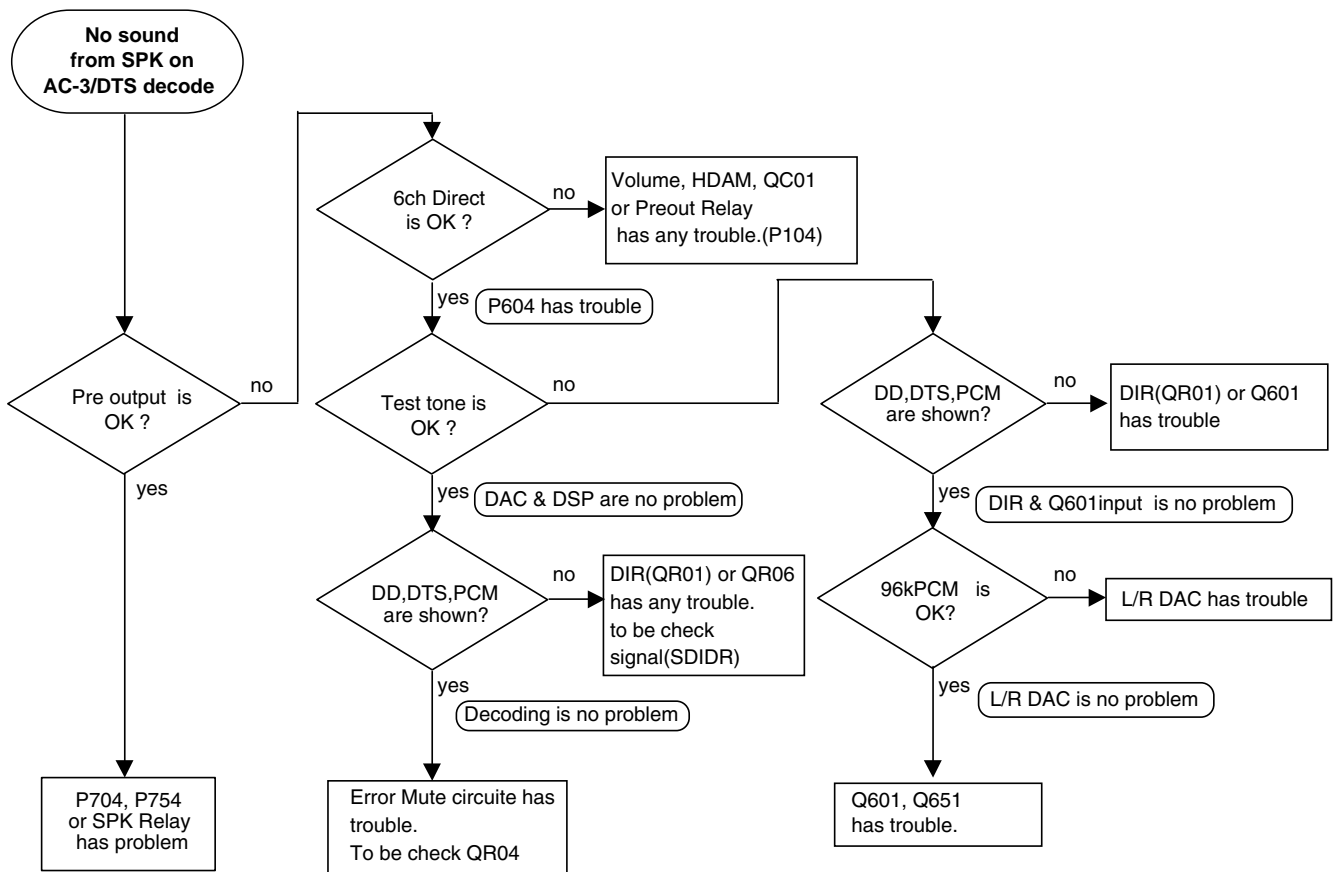 No sound
from SPK on
AC-3/DTS decode
Pre output is
OK ?
no
yes
P704, P754
or SPK Relay
has problem
6ch Direct
is OK ?
no
Volume, HDAM, QC01
or Preout Relay
has any trouble.(P104)
yes
P604 has trouble
Test tone is
OK ?
no
yes
DAC & DSP are no problem
DD,DTS,PCM
are shown?
no
DIR(QR01) or QR06
has any trouble.
to be check
signal(SDIDR)
yes
Decoding is no problem
Error Mute circuite has
trouble.
To be check QR04
DD,DTS,PCM
are shown?
no
DIR(QR01) or Q601
has trouble
yes
DIR & Q601input is no problem
96kPCM is
OK?
no
L/R DAC has trouble
yes
L/R DAC is no problem
Q601, Q651
has trouble.